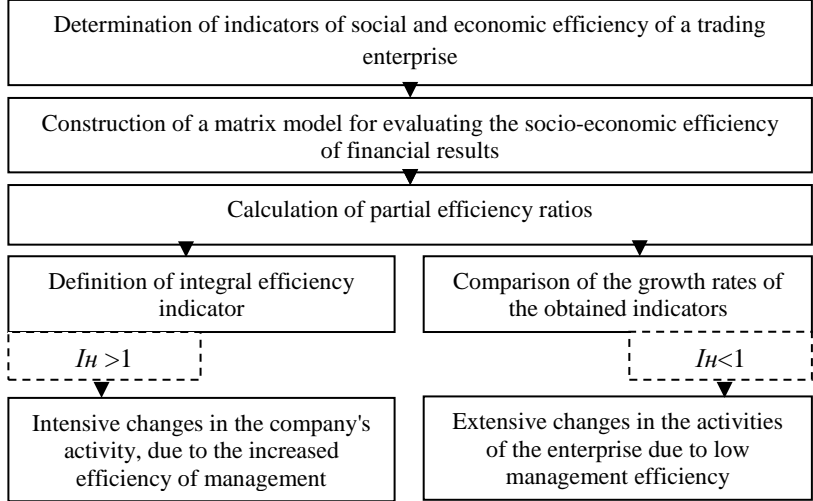 Determination of indicators of social and economic efficiency of a trading
enterprise
Construction of a matrix model for evaluating the socio-economic efficiency
of financial results
Calculation of partial efficiency ratios
Definition of integral efficiency
indicator
Comparison of the growth rates of
the obtained indicators
Iн >1
Iн<1
Intensive changes in the company's
activity, due to the increased
efficiency of management
Extensive changes in the activities
of the enterprise due to low
management efficiency